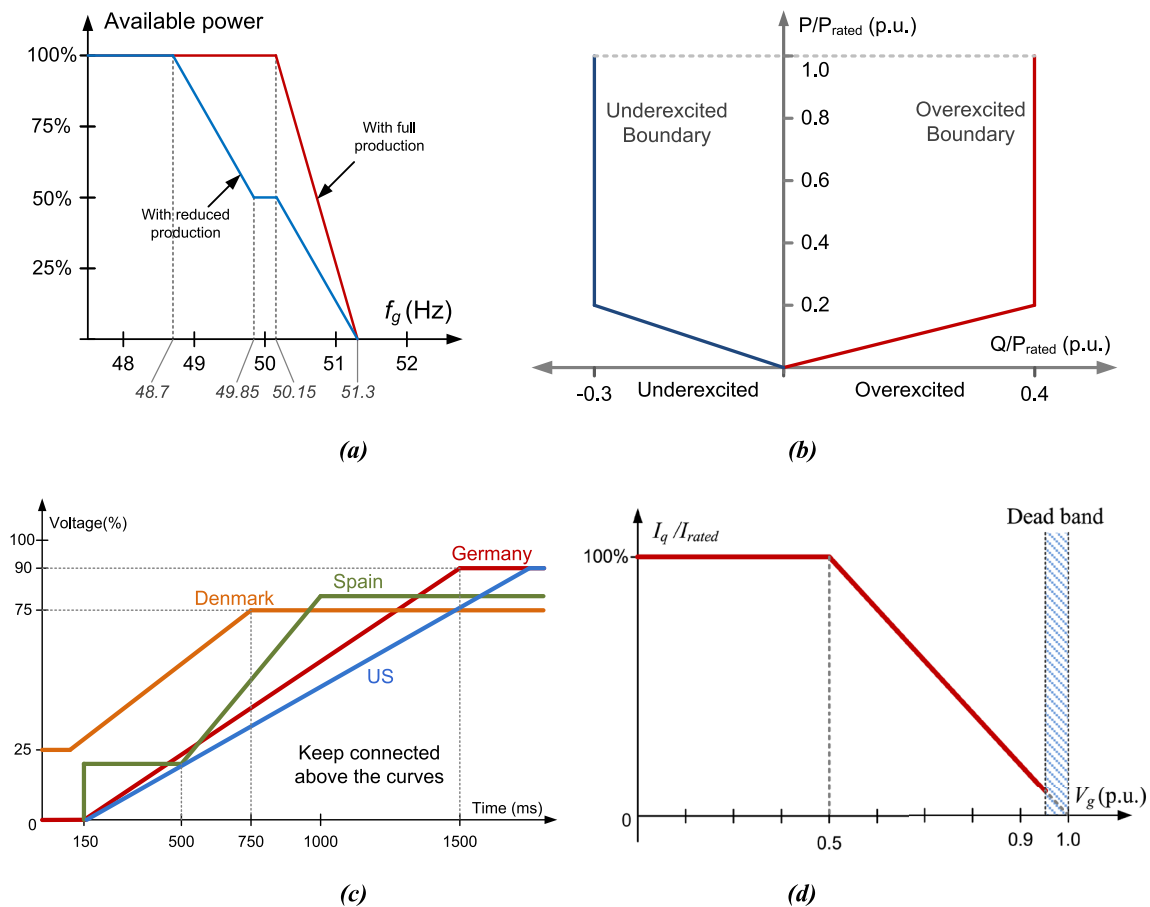 Available power
100%
75%
50%
25%
With full
production
With reduced
production
f_g (Hz)
48 49 50 51 52
48.7 49.85 50.15 51.3
(a)
P/P_rated (p.u.)
1.0
0.8
0.6
0.4
0.2
Underexcited
Boundary
Overexcited
Boundary
Q/P_rated (p.u.)
-0.3 Underexcited Overexcited 0.4
(b)
Voltage(%)
100
90
75
25
0
Germany
Spain
Denmark
US
Keep connected
above the curves
Time (ms)
150 500 750 1000 1500
(c)
I_q /I_rated
Dead band
100%
0
V_g (p.u.)
0.5 0.9 1.0
(d)